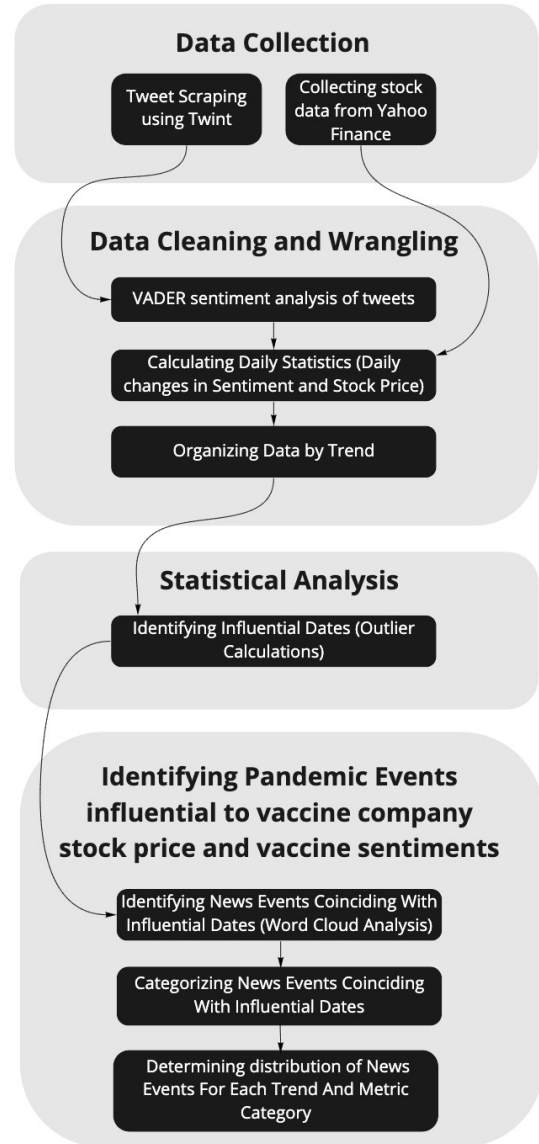 Data Collection
Tweet Scraping
using Twint
Collecting stock
data from Yahoo
Finance
Data Cleaning and Wrangling
VADER sentiment analysis of tweets
Calculating Daily Statistics (Daily
changes in Sentiment and Stock Price)
Organizing Data by Trend
Statistical Analysis
Identifying Influential Dates (Outlier
Calculations)
Identifying Pandemic Events
influential to vaccine company
stock price and vaccine sentiments
Identifying News Events Coinciding With
Influential Dates (Word Cloud Analysis)
Categorizing News Events Coinciding
With Influential Dates
Determining distribution of News
Events For Each Trend And Metric
Category